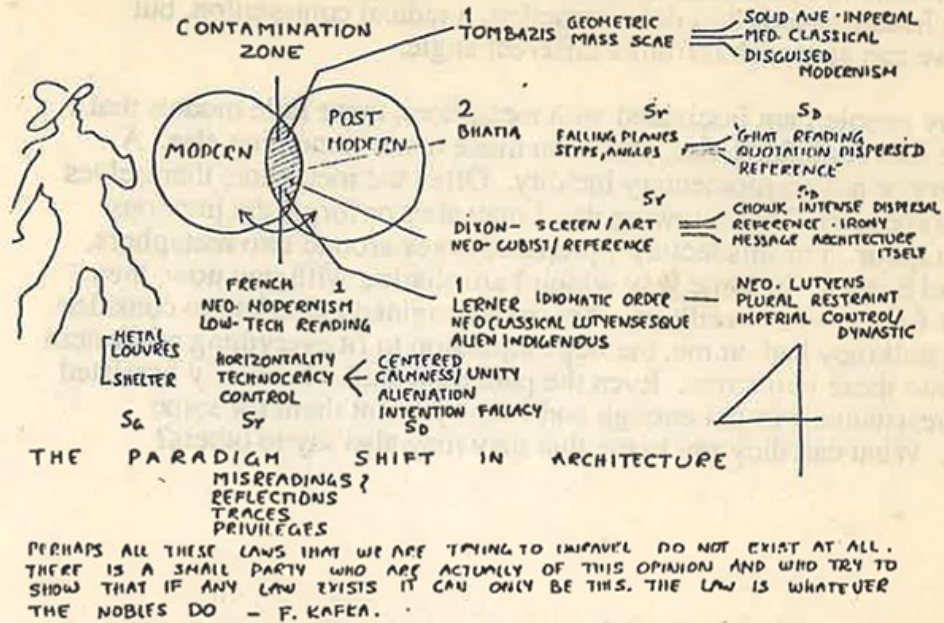 CONTAMINATION
ZONE
MODERN
POST
MODERN
1
TOMBAZIS
GEOMETRIC
MASS SCAE
SOLID AVE · IMPERIAL
MED. CLASSICAL
DISGUISED
MODERNISM
2
BHATIA
Sr
FALLING PLANES
STEPS, ANGLES
SD
'GHAT READING
QUOTATION DISPERSED
REFERENCE'
Sr
DIXON - SCREEN / ART
NEO-CUBIST / REFERENCE
SD
CHOWK INTENSE DISPERSAL
REFERENCE · IRONY
MESSAGE ARCHITECTURE
ITSELF
1
LERNER IDIOMATIC ORDER
NEO CLASSICAL LUTYENSESQUE
ALIEN INDIGENOUS
NEO. LUTYENS
PLURAL RESTRAINT
IMPERIAL CONTROL/
DYNASTIC
FRENCH 1
NEO-MODERNISM
LOW-TECH READING
METAL
LOUVRES
SHELTER
SG
HORIZONTALITY
TECHNOCRACY
CONTROL
Sr
CENTERED
CALMNESS / UNITY
ALIENATION
INTENTION FALLACY
SD
THE PARADIGM SHIFT IN ARCHITECTURE
MISREADINGS?
REFLECTIONS
TRACES
PRIVILEGES
PERHAPS ALL THESE LAWS THAT WE ARE TRYING TO UNRAVEL DO NOT EXIST AT ALL.
THERE IS A SMALL PARTY WHO ARE ACTUALLY OF THIS OPINION AND WHO TRY TO
SHOW THAT IF ANY LAW EXISTS IT CAN ONLY BE THIS. THE LAW IS WHATEVER
THE NOBLES DO - F. KAFKA.